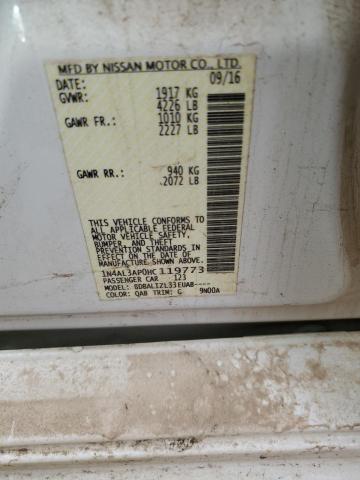 MFD BY NISSAN MOTOR CO., LTD.
DATE: 09/16
GVWR: 1917 KG
4226 LB
GAWR FR.: 1010 KG
2227 LB
GAWR RR.: 940 KG
2072 LB
THIS VEHICLE CONFORMS TO ALL
APPLICABLE FEDERAL
MOTOR VEHICLE SAFETY,
BUMPER, AND THEFT
PREVENTION STANDARDS IN
EFFECT ON THE DATE OF
MANUFACTURE SHOWN ABOVE.
1N4AL3AP0HC119773
PASSENGER CAR 123
MODEL: BDBALIZL33EUAB-----
COLOR: QAB TRIM: G 9N00A